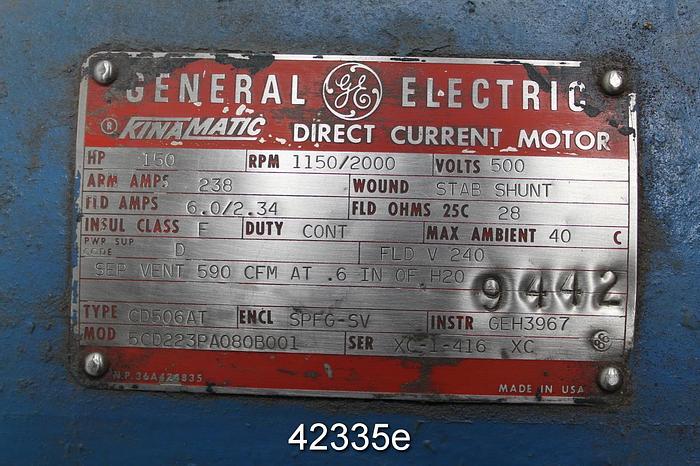 GENERAL GE ELECTRIC
® KINAMATIC DIRECT CURRENT MOTOR
HP 150 RPM 1150/2000 VOLTS 500
ARM AMPS 238 WOUND STAB SHUNT
FLD AMPS 6.0/2.34 FLD OHMS 25C 28
INSUL CLASS F DUTY CONT MAX AMBIENT 40 C
PWR SUP CODE D FLD V 240
SEP VENT 590 CFM AT .6 IN OF H20
9442
TYPE CD506AT ENCL SPFG-SV INSTR GEH3967
MOD 5CD223PA080B001 SER XC-1-416 XC
N.P. 36A424835 MADE IN USA
42335e